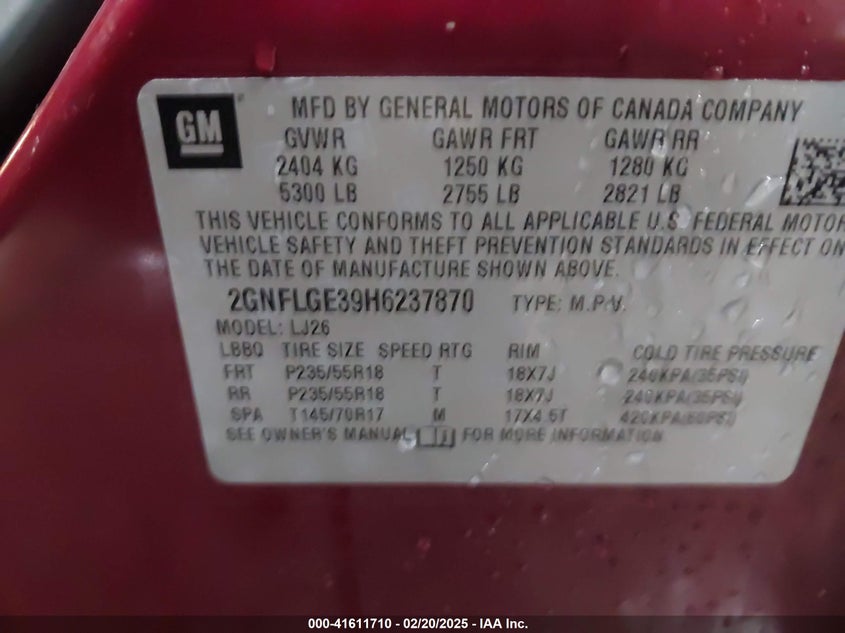 GM
MFD BY GENERAL MOTORS OF CANADA COMPANY
GVWR GAWR FRT GAWR RR
2404 KG 1250 KG 1280 KG
5300 LB 2755 LB 2821 LB
THIS VEHICLE CONFORMS TO ALL APPLICABLE U.S. FEDERAL MOTOR
VEHICLE SAFETY AND THEFT PREVENTION STANDARDS IN EFFECT ON
THE DATE OF MANUFACTURE SHOWN ABOVE.
2GNFLGE39H6237870 TYPE: M.P.V.
MODEL: LJ26
LBBQ TIRE SIZE SPEED RTG RIM COLD TIRE PRESSURE
FRT P235/55R18 T 18X7J 240KPA(35PSI)
RR P235/55R18 T 18X7J 240KPA(35PSI)
SPA T145/70R17 M 17X4.5T 420KPA(60PSI)
SEE OWNER'S MANUAL FOR MORE INFORMATION
000-41611710 — 02/20/2025 — IAA Inc.